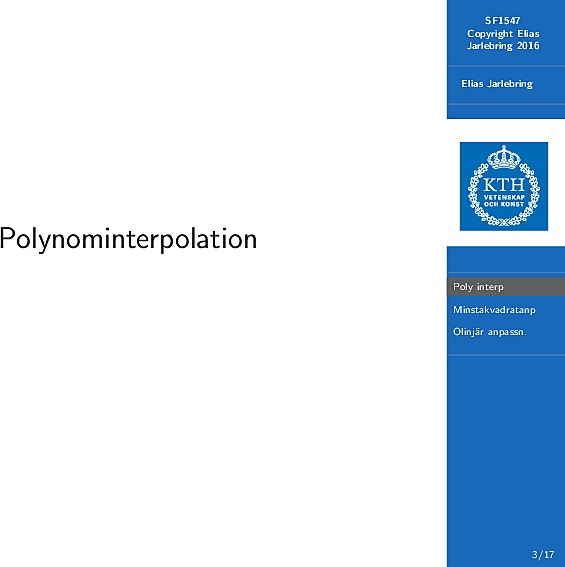 Polynominterpolation
SF1547
Copyright Elias
Jarlebring 2016
Elias Jarlebring
KTH
VETENSKAP
OCH KONST
Poly interp
Minstakvadratanp
Olinjär anpassn.
3/17